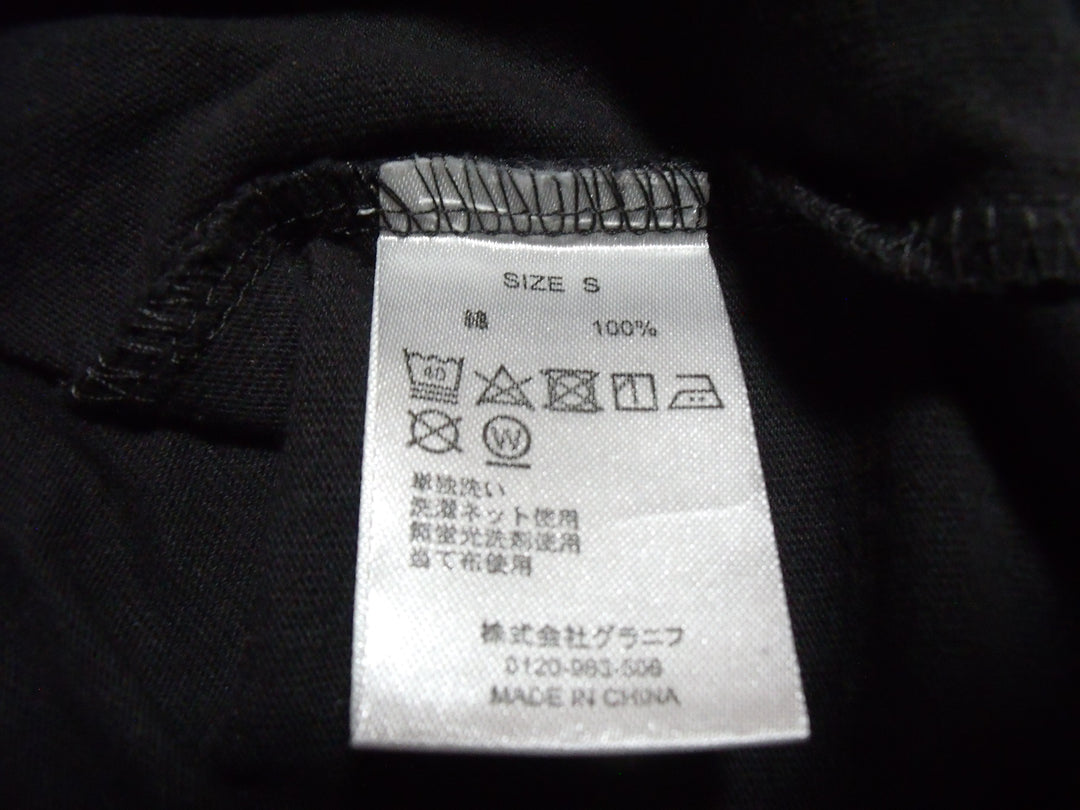 SIZE S
綿 100%
40
W
単独洗い
洗濯ネット使用
無蛍光洗剤使用
当て布使用
株式会社グラニフ
0120-983-506
MADE IN CHINA